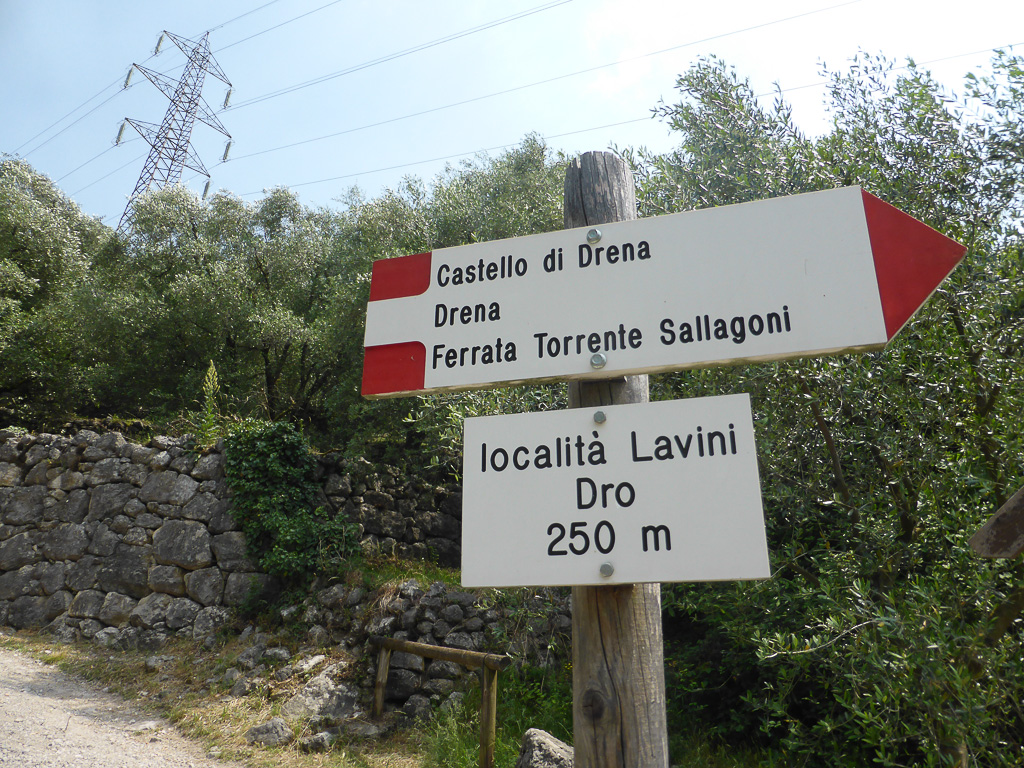 Castello di Drena
Drena
Ferrata Torrente Sallagoni
località Lavini
Dro
250 m